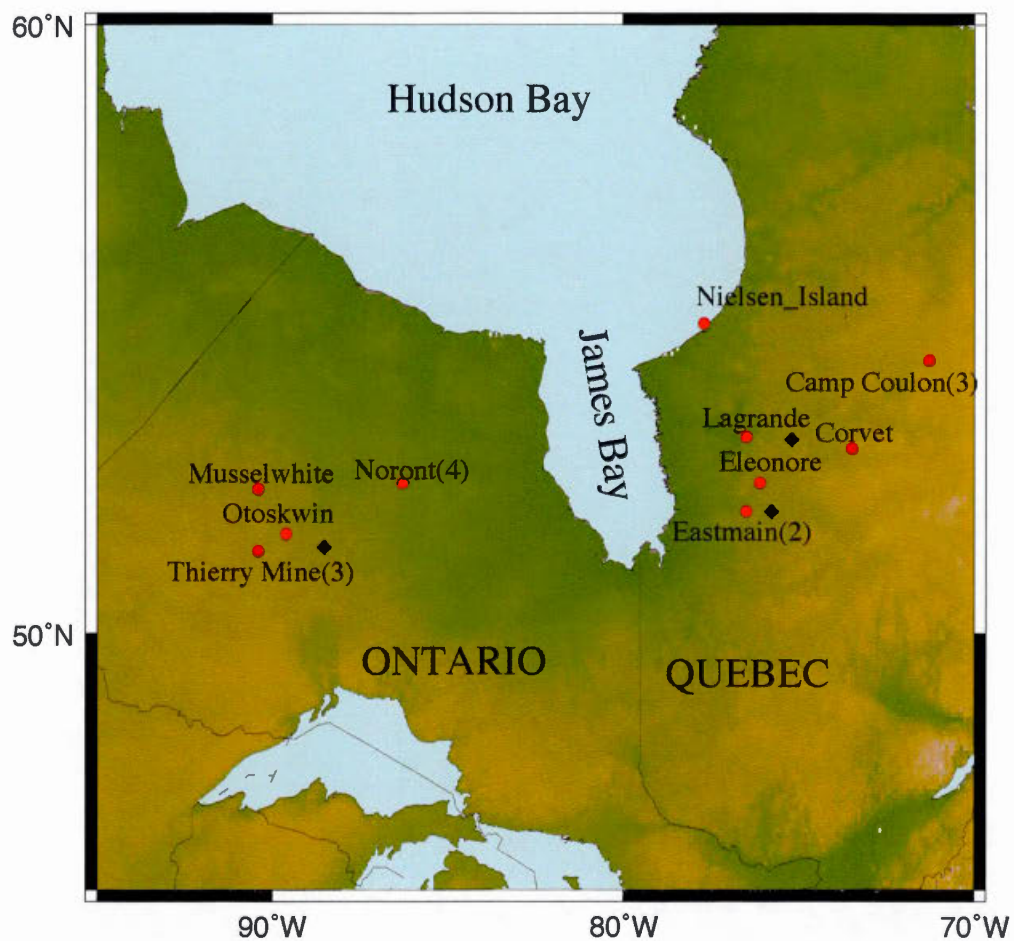 60°N
Hudson Bay
Nielsen_Island
James Bay
Camp Coulon(3)
Lagrande
Corvet
Eleonore
Musselwhite
Noront(4)
Otoskwin
Eastmain(2)
Thierry Mine(3)
50°N
ONTARIO
QUEBEC
90°W
80°W
70°W